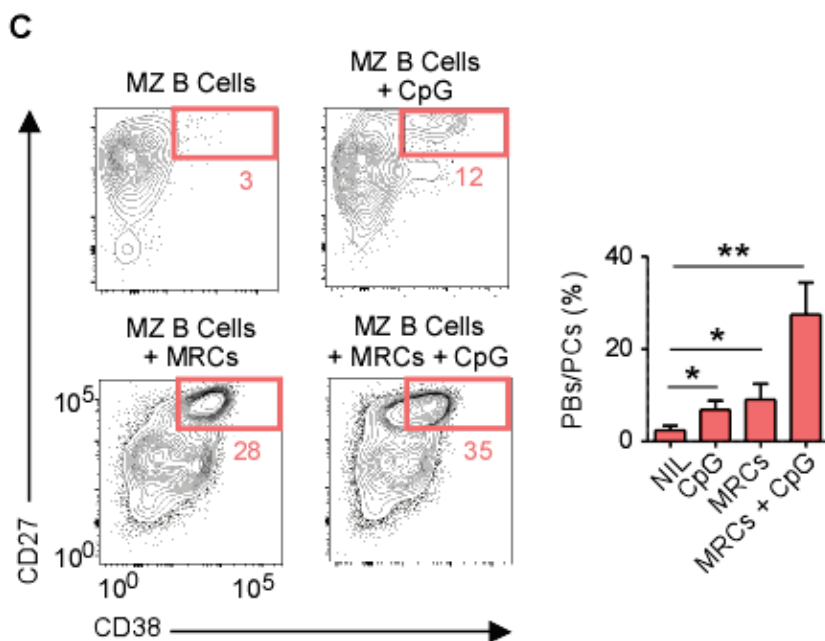 C
MZ B Cells
MZ B Cells
+ CpG
3
12
MZ B Cells
+ MRCs
MZ B Cells
+ MRCs + CpG
28
35
10⁵
10⁰
10⁰
10⁵
CD27
CD38
PBs/PCs (%)
40
20
0
*
*
**
NIL
CpG
MRCs
MRCs + CpG